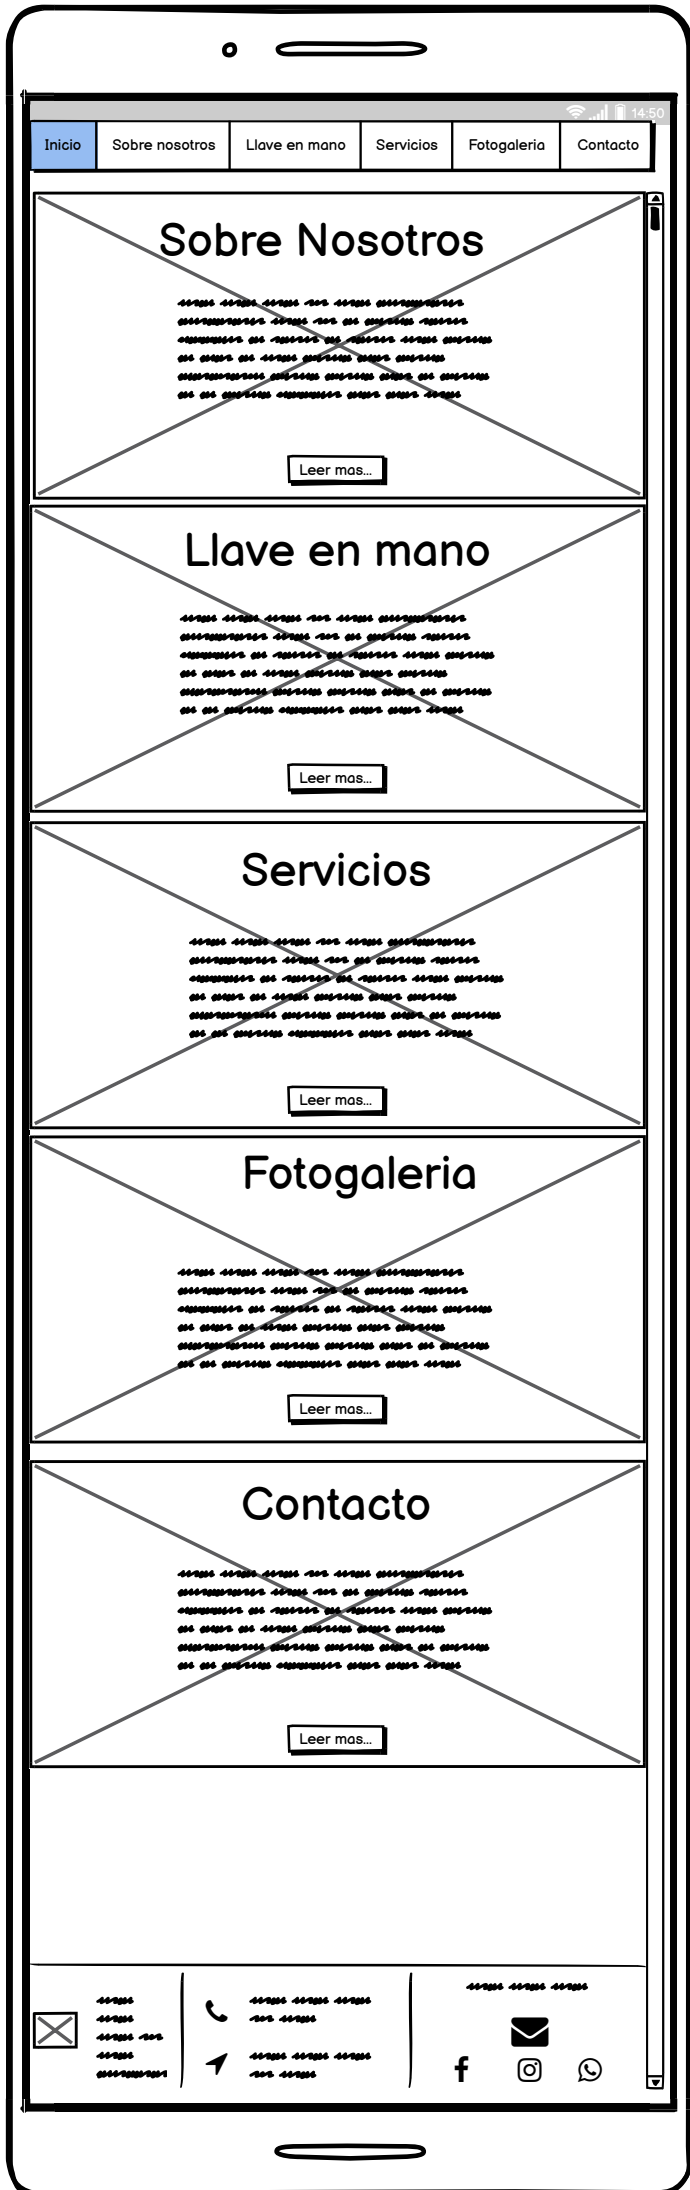 14:50
Inicio
Sobre nosotros
Llave en mano
Servicios
Fotogaleria
Contacto
Sobre Nosotros
Leer mas...
Llave en mano
Leer mas...
Servicios
Leer mas...
Fotogaleria
Leer mas...
Contacto
Leer mas...